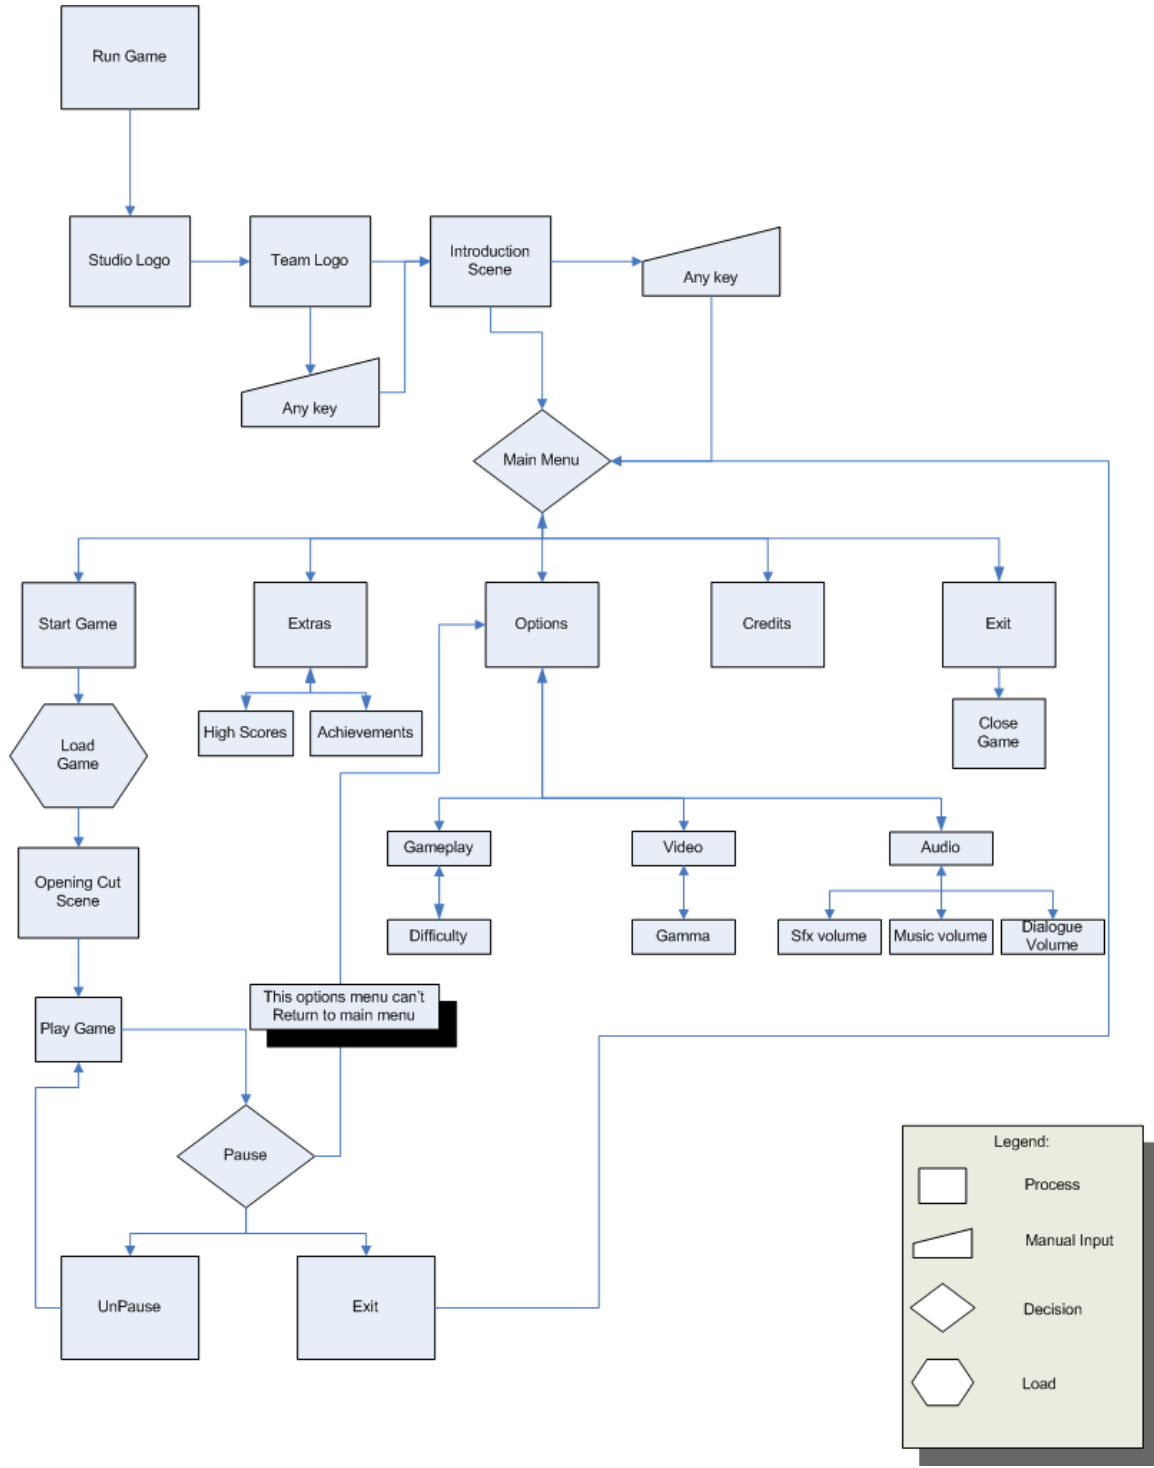 Run Game
Studio Logo
Team Logo
Introduction
Scene
Any key
Any key
Main Menu
Start Game
Extras
Options
Credits
Exit
High Scores
Achievements
Load
Game
Close
Game
Gameplay
Video
Audio
Opening Cut
Scene
Difficulty
Gamma
Sfx volume
Music volume
Dialogue
Volume
This options menu can't
Return to main menu
Play Game
Pause
UnPause
Exit
Legend:
Process
Manual Input
Decision
Load